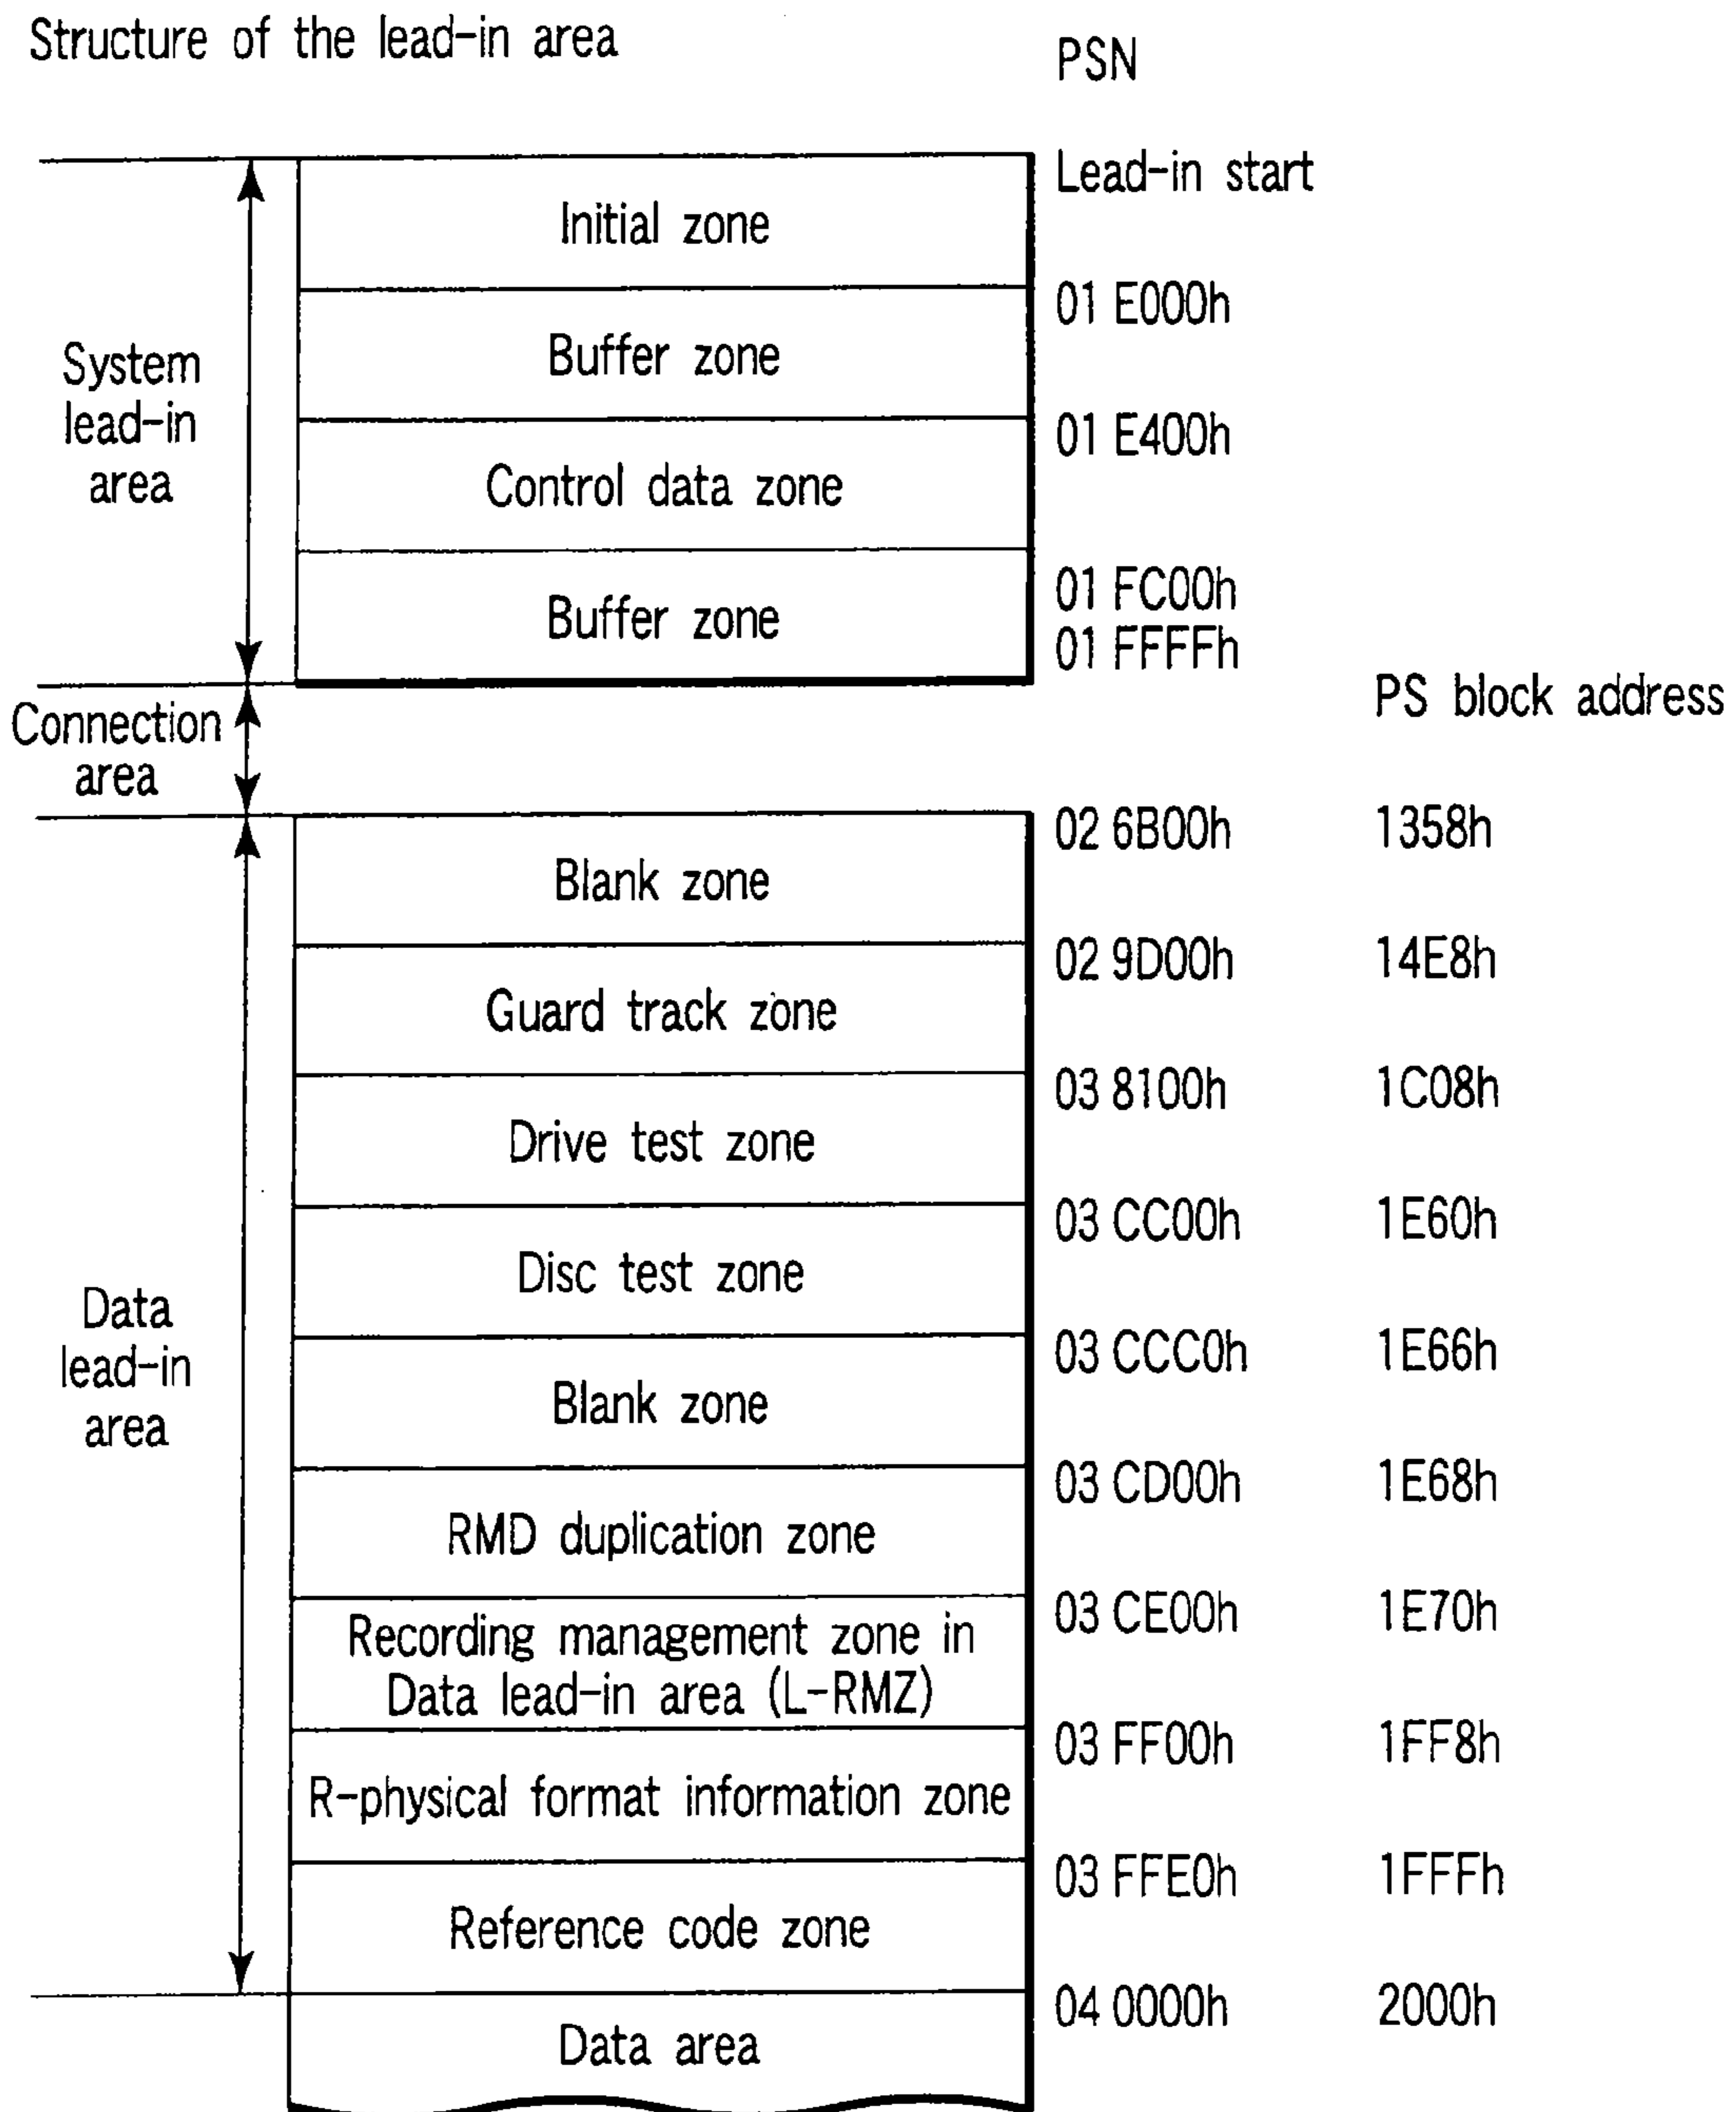 Structure of the lead-in area
PSN
Lead-in start
Initial zone
01 E000h
Buffer zone
01 E400h
Control data zone
01 FC00h
Buffer zone
01 FFFFh
System
lead-in
area
PS block address
Connection
area
02 6B00h 1358h
Blank zone
02 9D00h 14E8h
Guard track zone
03 8100h 1C08h
Drive test zone
03 CC00h 1E60h
Disc test zone
03 CCC0h 1E66h
Blank zone
03 CD00h 1E68h
RMD duplication zone
03 CE00h 1E70h
Recording management zone in
Data lead-in area (L-RMZ)
03 FF00h 1FF8h
R-physical format information zone
03 FFE0h 1FFFh
Reference code zone
Data
lead-in
area
04 0000h 2000h
Data area